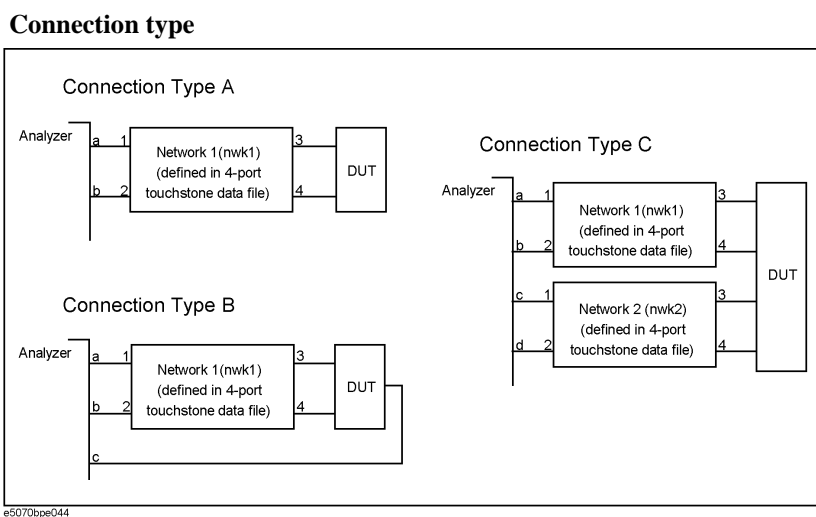 Connection type
Connection Type A
Analyzer
a
1
Network 1(nwk1)
(defined in 4-port
touchstone data file)
3
DUT
b
2
4
Connection Type B
Analyzer
a
1
Network 1(nwk1)
(defined in 4-port
touchstone data file)
3
DUT
b
2
4
c
Connection Type C
Analyzer
a
1
Network 1(nwk1)
(defined in 4-port
touchstone data file)
3
b
2
4
DUT
c
1
Network 2 (nwk2)
(defined in 4-port
touchstone data file)
3
d
2
4
e5070bpe044